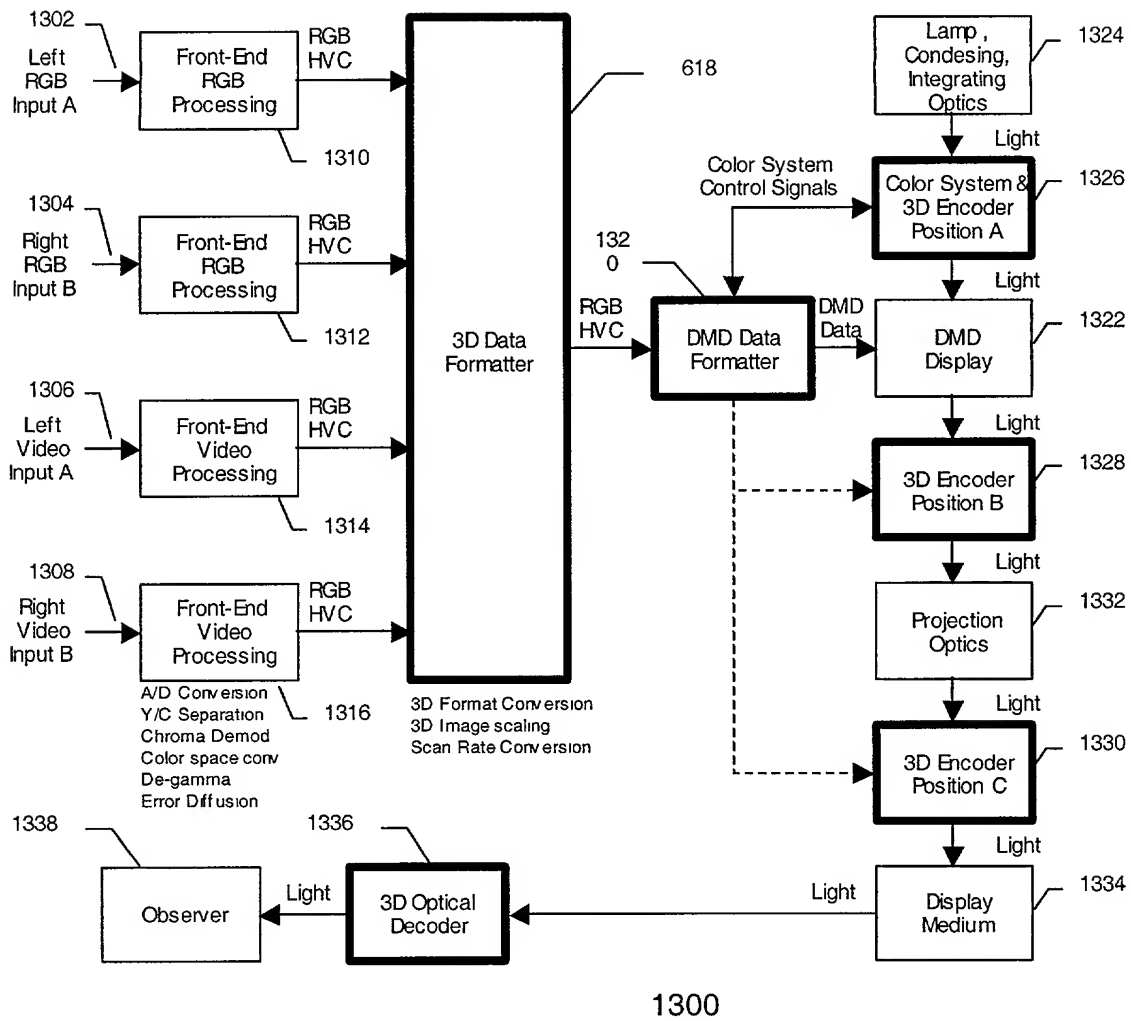 1302
Left
RGB
Input A
Front-End
RGB
Processing
1310
RGB
HVC
1304
Right
RGB
Input B
Front-End
RGB
Processing
1312
RGB
HVC
1306
Left
Video
Input A
Front-End
Video
Processing
1314
RGB
HVC
1308
Right
Video
Input B
Front-End
Video
Processing
1316
RGB
HVC
A/D Conversion
Y/C Separation
Chroma Demod
Color space conv
De-gamma
Error Diffusion
3D Data
Formatter
618
3D Format Conversion
3D Image scaling
Scan Rate Conversion
RGB
HVC
132
0
DMD Data
Formatter
Color System
Control Signals
DMD
Data
Lamp ,
Condesing,
Integrating
Optics
1324
Light
Color System &
3D Encoder
Position A
1326
Light
DMD
Display
1322
Light
3D Encoder
Position B
1328
Light
Projection
Optics
1332
Light
3D Encoder
Position C
1330
Light
Display
Medium
1334
Light
3D Optical
Decoder
1336
Light
Observer
1338
1300